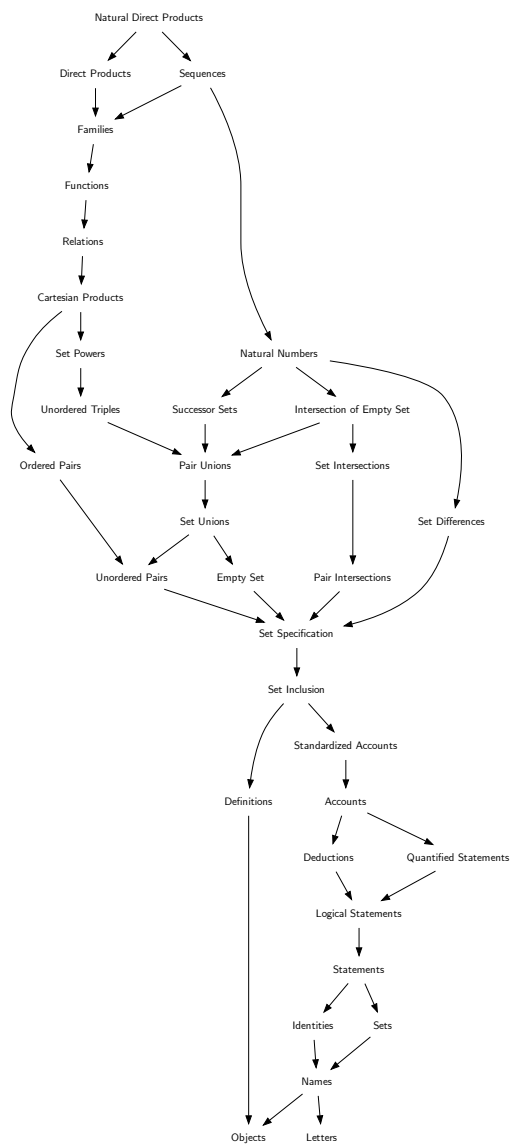 Natural Direct Products
Direct Products
Sequences
Families
Functions
Relations
Cartesian Products
Set Powers
Natural Numbers
Unordered Triples
Successor Sets
Intersection of Empty Set
Ordered Pairs
Pair Unions
Set Intersections
Set Unions
Set Differences
Unordered Pairs
Empty Set
Pair Intersections
Set Specification
Set Inclusion
Standardized Accounts
Definitions
Accounts
Deductions
Quantified Statements
Logical Statements
Statements
Identities
Sets
Names
Objects
Letters